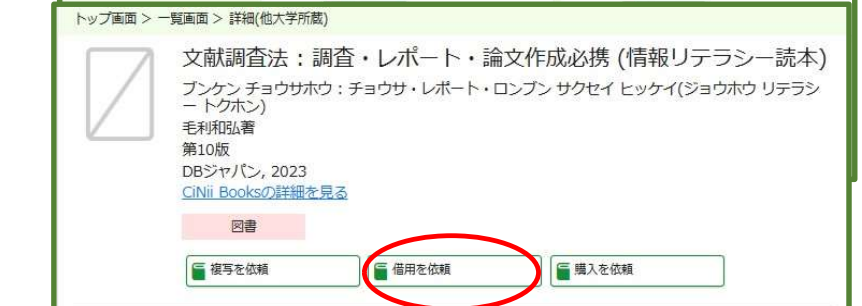 トップ画面 > 一覧画面 > 詳細(他大学所蔵)
文献調査法：調査・レポート・論文作成必携 (情報リテラシー読本)
ブンケン チョウサホウ：チョウサ・レポート・ロンブン サクセイ ヒッケイ(ジョウホウ リテラシ
ー トクホン)
毛利和弘著
第10版
DBジャパン, 2023
CiNii Booksの詳細を見る
図書
複写を依頼 借用を依頼 購入を依頼